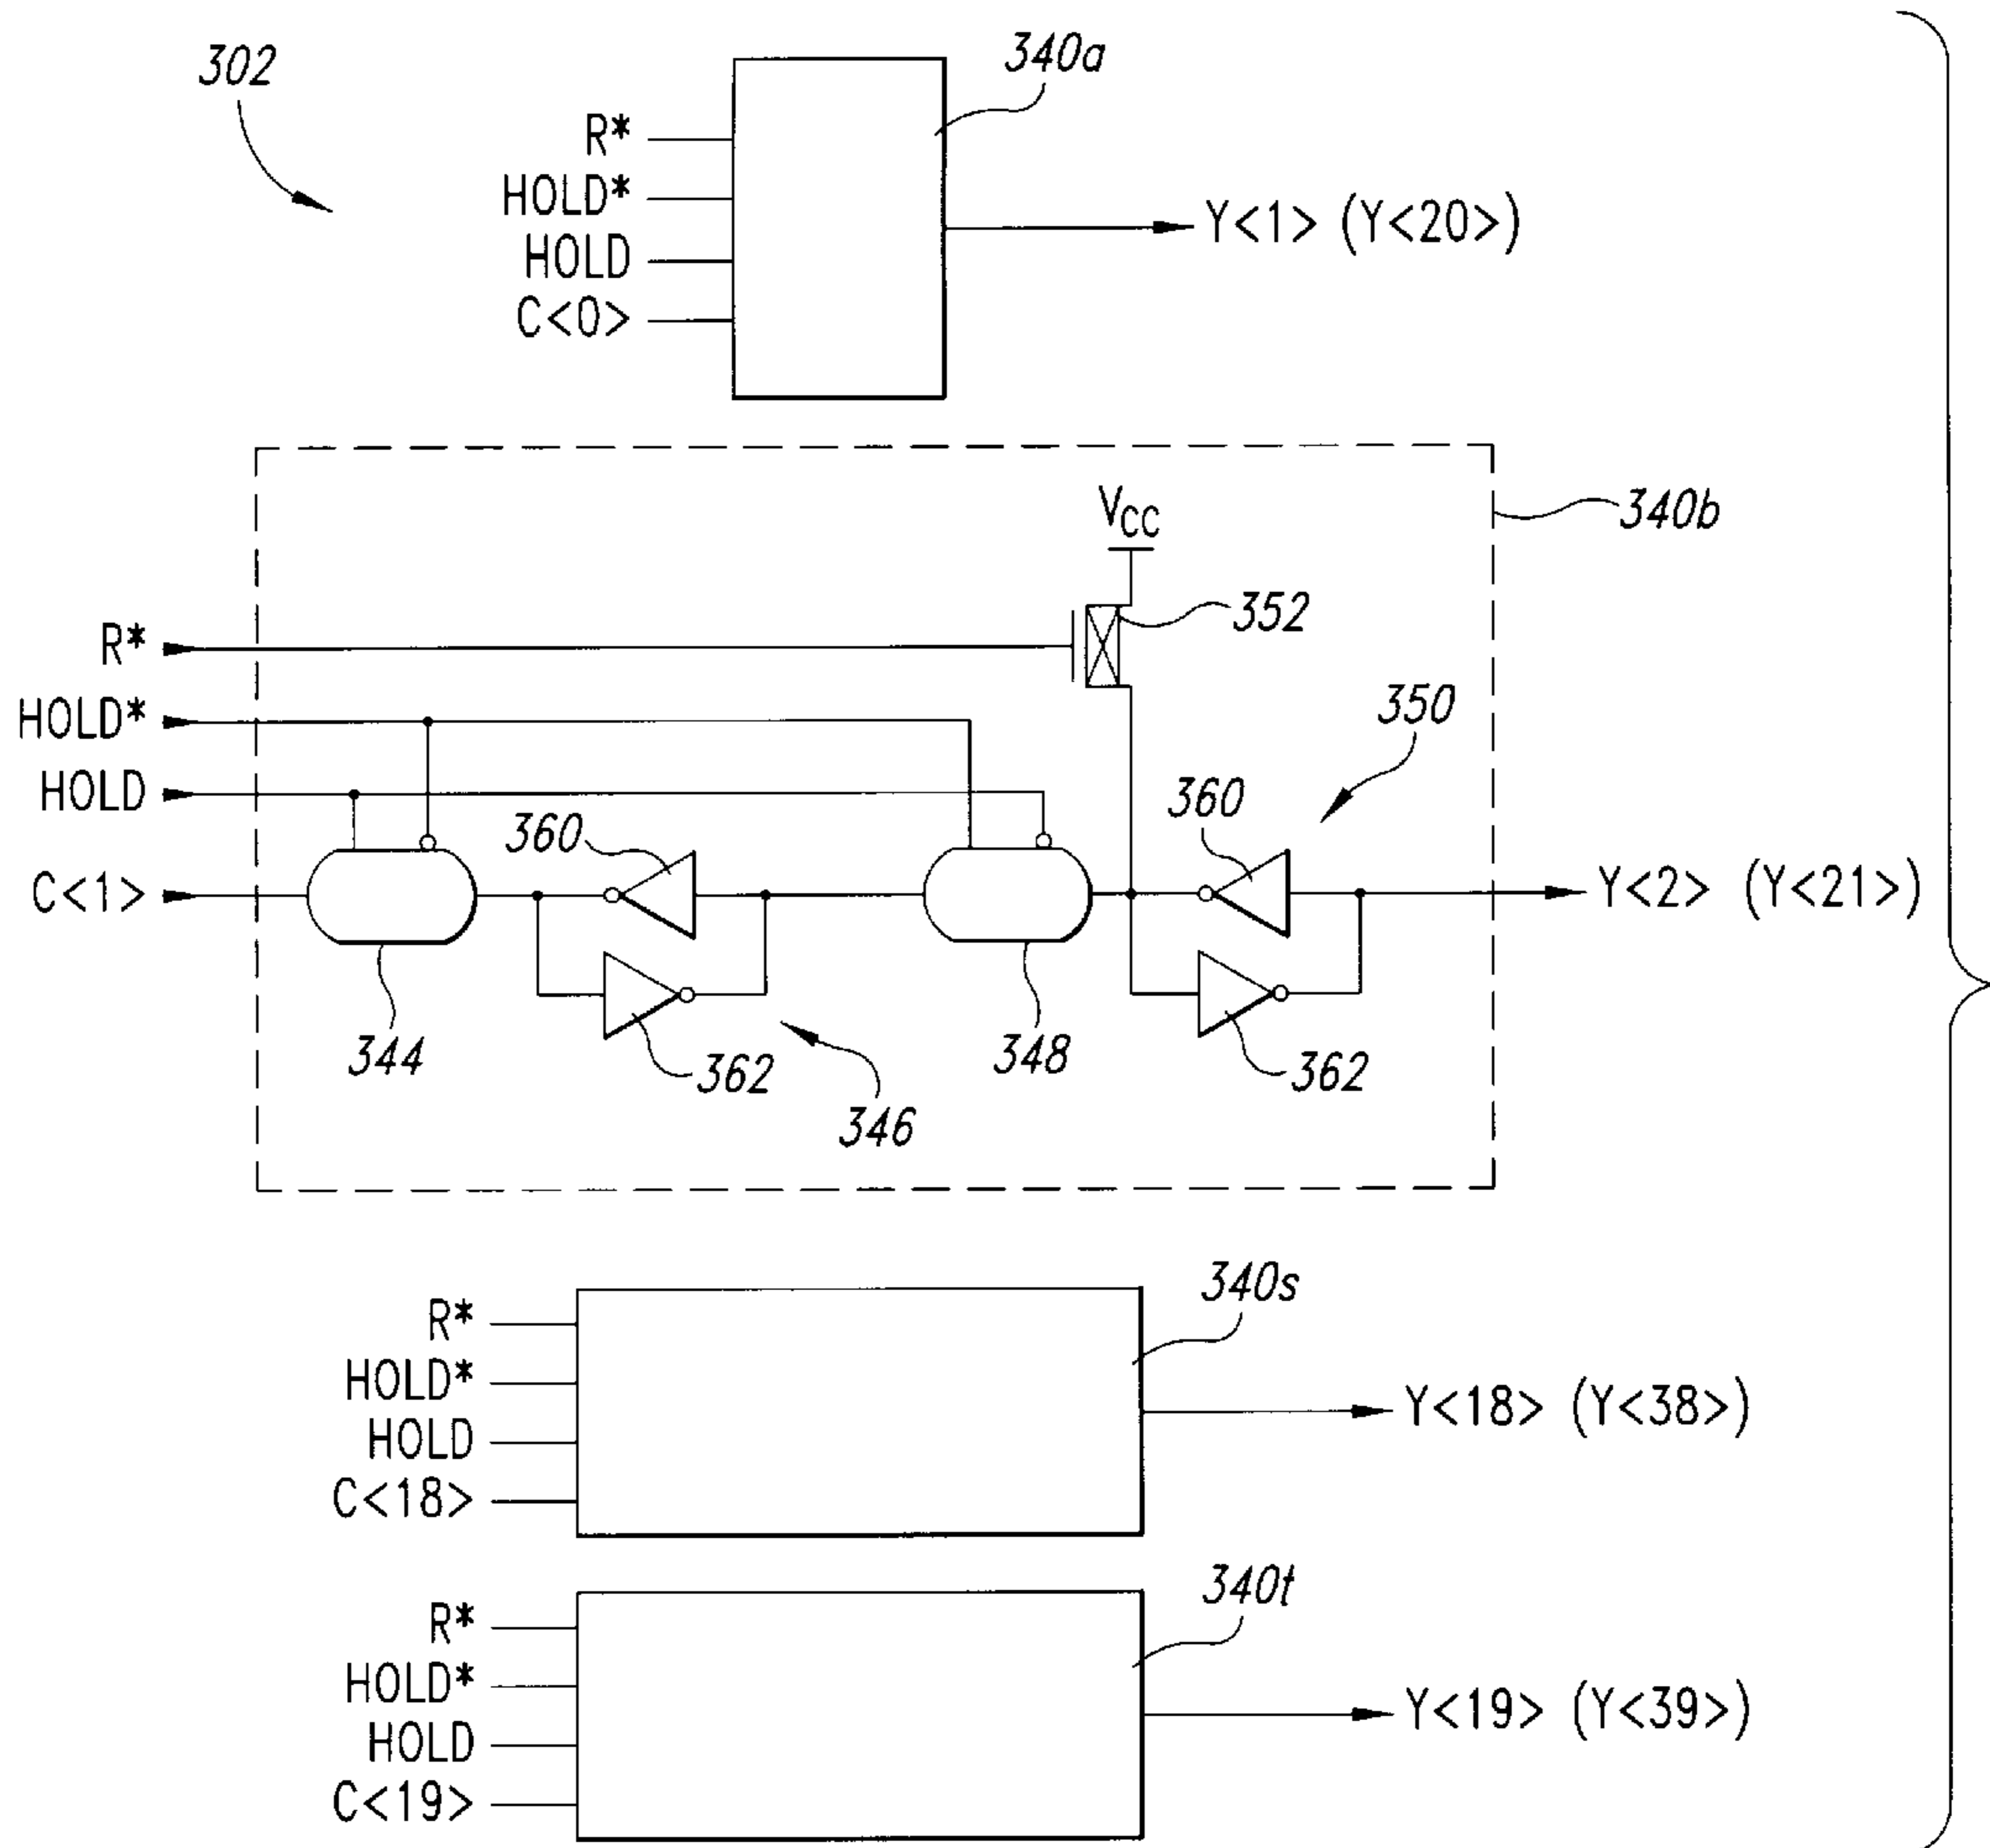 302
340a
R*
HOLD*
HOLD
C<0>
Y<1> (Y<20>)
340b
VCC
352
R*
HOLD*
HOLD
C<1>
350
360
360
Y<2> (Y<21>)
344
362
346
348
362
340s
R*
HOLD*
HOLD
C<18>
Y<18> (Y<38>)
340t
R*
HOLD*
HOLD
C<19>
Y<19> (Y<39>)